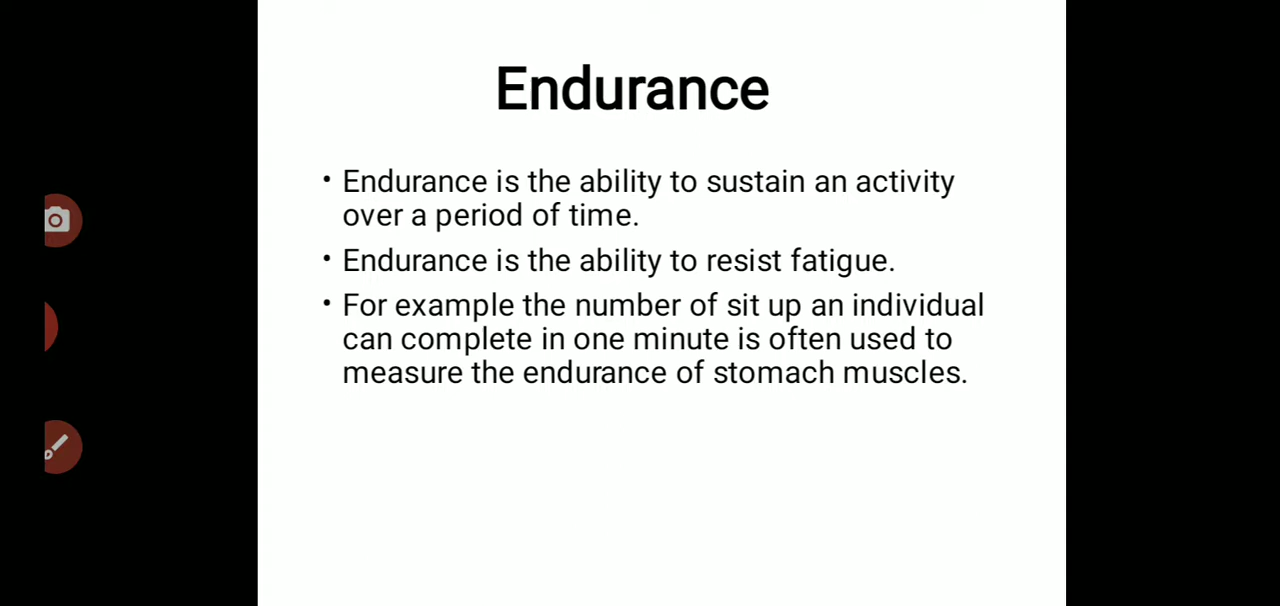 Endurance
• Endurance is the ability to sustain an activity
over a period of time.
• Endurance is the ability to resist fatigue.
• For example the number of sit up an individual
can complete in one minute is often used to
measure the endurance of stomach muscles.